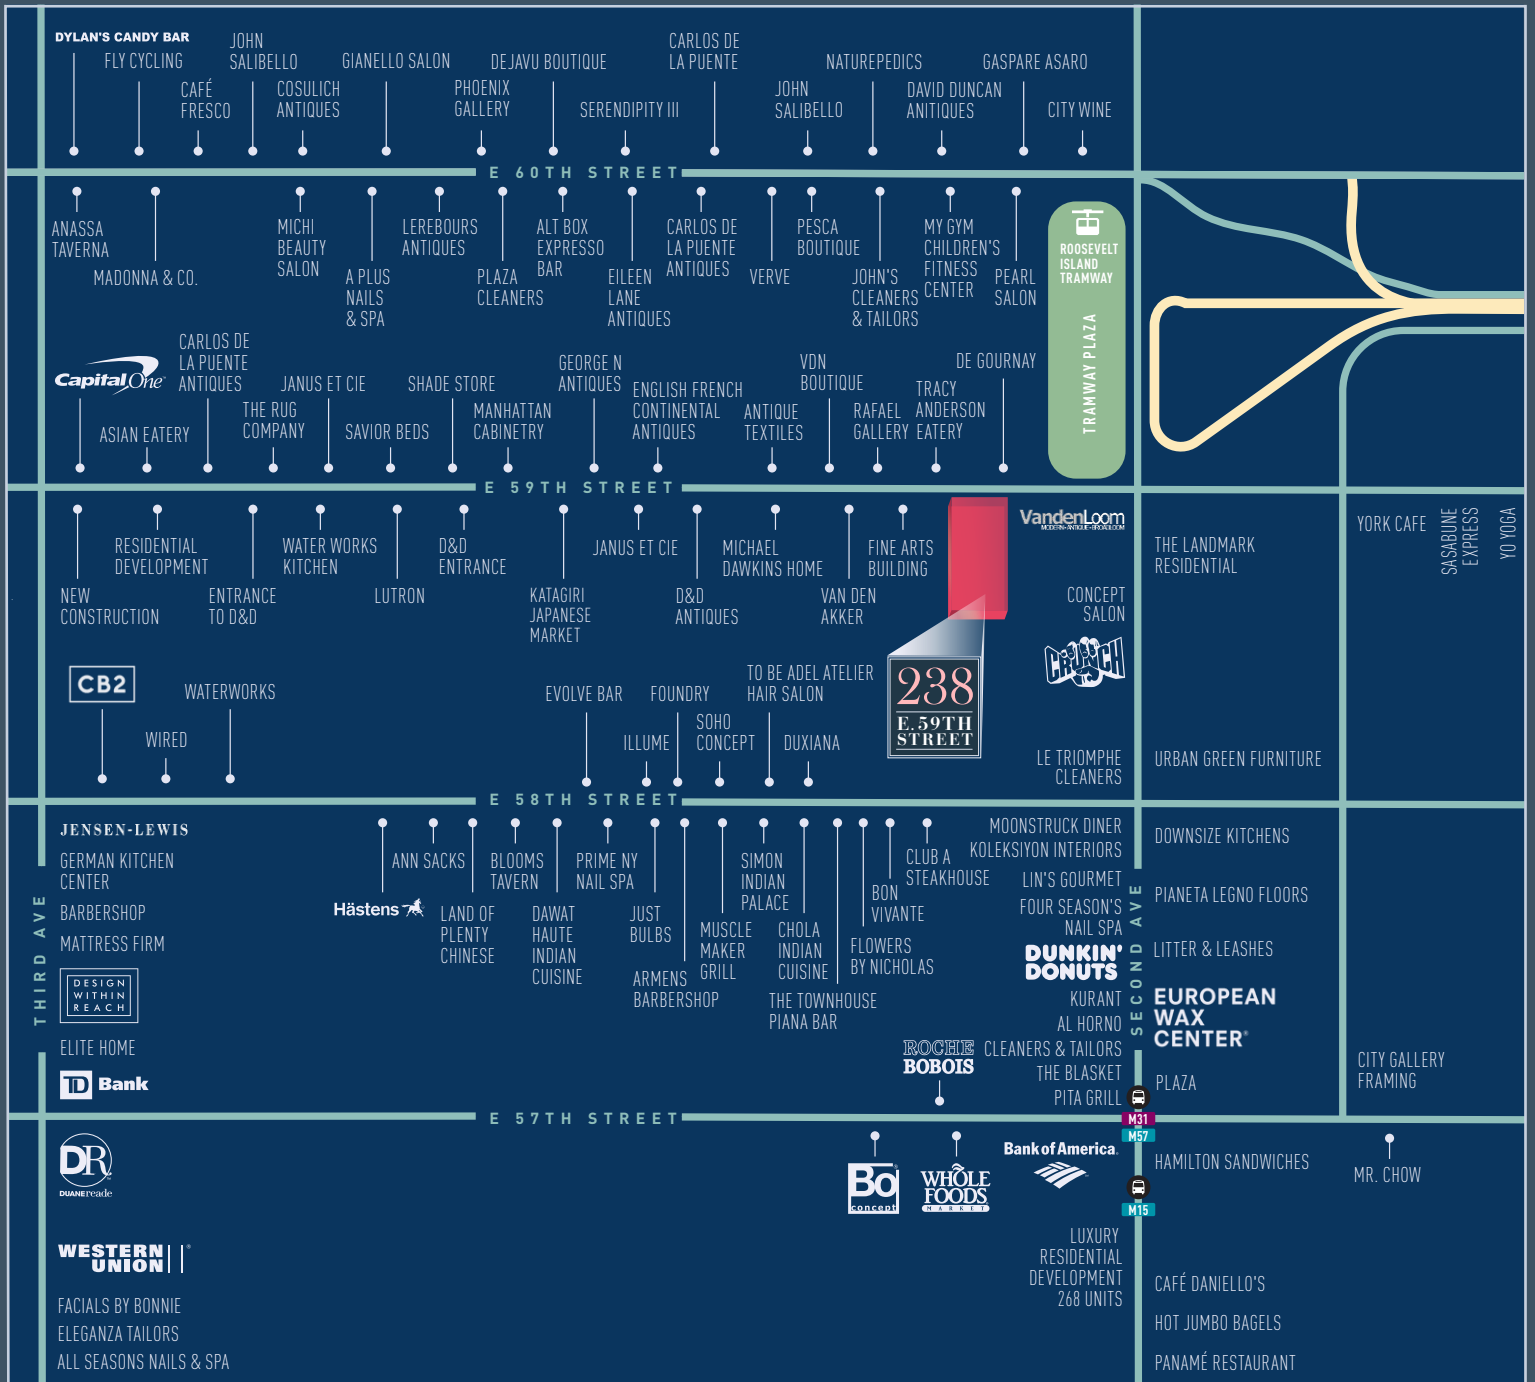 DYLAN'S CANDY BAR
FLY CYCLING
CAFÉ
FRESCO
JOHN
SALIBELLO
COSULICH
ANTIQUES
GIANELLO SALON
PHOENIX
GALLERY
DEJAVU BOUTIQUE
SERENDIPITY III
CARLOS DE
LA PUENTE
JOHN
SALIBELLO
NATUREPEDICS
DAVID DUNCAN
ANITIQUES
GASPARE ASARO
CITY WINE
E 60TH STREET
ANASSA
TAVERNA
MADONNA & CO.
MICHI
BEAUTY
SALON
A PLUS
NAILS
& SPA
LEREBOURS
ANTIQUES
PLAZA
CLEANERS
ALT BOX
EXPRESSO
BAR
EILEEN
LANE
ANTIQUES
CARLOS DE
LA PUENTE
ANTIQUES
VERVE
PESCA
BOUTIQUE
JOHN'S
CLEANERS
& TAILORS
MY GYM
CHILDREN'S
FITNESS
CENTER
PEARL
SALON
ROOSEVELT
ISLAND
TRAMWAY
TRAMWAY PLAZA
Capital One
ASIAN EATERY
CARLOS DE
LA PUENTE
ANTIQUES
THE RUG
COMPANY
JANUS ET CIE
SAVIOR BEDS
SHADE STORE
MANHATTAN
CABINETRY
GEORGE N
ANTIQUES
ENGLISH FRENCH
CONTINENTAL
ANTIQUES
ANTIQUE
TEXTILES
VDN
BOUTIQUE
RAFAEL
GALLERY
TRACY
ANDERSON
EATERY
DE GOURNAY
E 59TH STREET
NEW
CONSTRUCTION
RESIDENTIAL
DEVELOPMENT
ENTRANCE
TO D&D
WATER WORKS
KITCHEN
LUTRON
D&D
ENTRANCE
KATAGIRI
JAPANESE
MARKET
JANUS ET CIE
D&D
ANTIQUES
MICHAEL
DAWKINS HOME
VAN DEN
AKKER
FINE ARTS
BUILDING
VandenLoom
MODERN•ANTIQUE•BROADLOOM
CONCEPT
SALON
CRUNCH
LE TRIOMPHE
CLEANERS
238
E.59TH
STREET
THE LANDMARK
RESIDENTIAL
URBAN GREEN FURNITURE
YORK CAFE
SASABUNE
EXPRESS
YO YOGA
CB2
WIRED
WATERWORKS
EVOLVE BAR
ILLUME
FOUNDRY
SOHO
CONCEPT
TO BE ADEL ATELIER
HAIR SALON
DUXIANA
E 58TH STREET
JENSEN-LEWIS
GERMAN KITCHEN
CENTER
BARBERSHOP
MATTRESS FIRM
DESIGN
WITHIN
REACH
ELITE HOME
TD Bank
THIRD AVE
Hästens
ANN SACKS
LAND OF
PLENTY
CHINESE
BLOOMS
TAVERN
DAWAT
HAUTE
INDIAN
CUISINE
PRIME NY
NAIL SPA
JUST
BULBS
ARMENS
BARBERSHOP
MUSCLE
MAKER
GRILL
SIMON
INDIAN
PALACE
CHOLA
INDIAN
CUISINE
THE TOWNHOUSE
PIANA BAR
FLOWERS
BY NICHOLAS
BON
VIVANTE
CLUB A
STEAKHOUSE
ROCHE
BOBOIS
MOONSTRUCK DINER
KOLEKSIYON INTERIORS
LIN'S GOURMET
FOUR SEASON'S
NAIL SPA
DUNKIN'
DONUTS
KURANT
AL HORNO
CLEANERS & TAILORS
THE BLASKET
PITA GRILL
SECOND AVE
DOWNSIZE KITCHENS
PIANETA LEGNO FLOORS
LITTER & LEASHES
EUROPEAN
WAX
CENTER®
PLAZA
CITY GALLERY
FRAMING
E 57TH STREET
M31
M57
M15
DR
DUANEreade
WESTERN
UNION
®
FACIALS BY BONNIE
ELEGANZA TAILORS
ALL SEASONS NAILS & SPA
Bo
concept
®
WHOLE
FOODS
MARKET
Bank of America.
LUXURY
RESIDENTIAL
DEVELOPMENT
268 UNITS
HAMILTON SANDWICHES
MR. CHOW
CAFÉ DANIELLO'S
HOT JUMBO BAGELS
PANAMÉ RESTAURANT